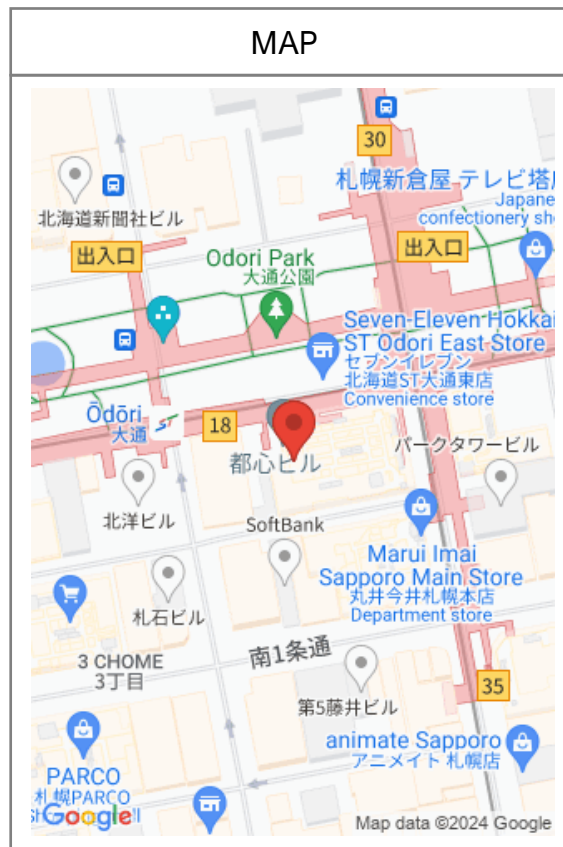 MAP
30
札幌新倉屋 テレビ塔
Japane
confectionery sh
北海道新聞社ビル
出入口
出入口
Odori Park
大通公園
Seven-Eleven Hokkai
ST Odori East Store
セブンイレブン
北海道ST大通東店
Convenience store
Ōdōri
大通
18
都心ビル
パークタワービル
北洋ビル
SoftBank
Marui Imai
Sapporo Main Store
丸井今井札幌本店
Department store
札石ビル
南1条通
3 CHOME
3丁目
35
第5藤井ビル
animate Sapporo
アニメイト 札幌店
PARCO
札幌PARCO
Google
Map data ©2024 Google